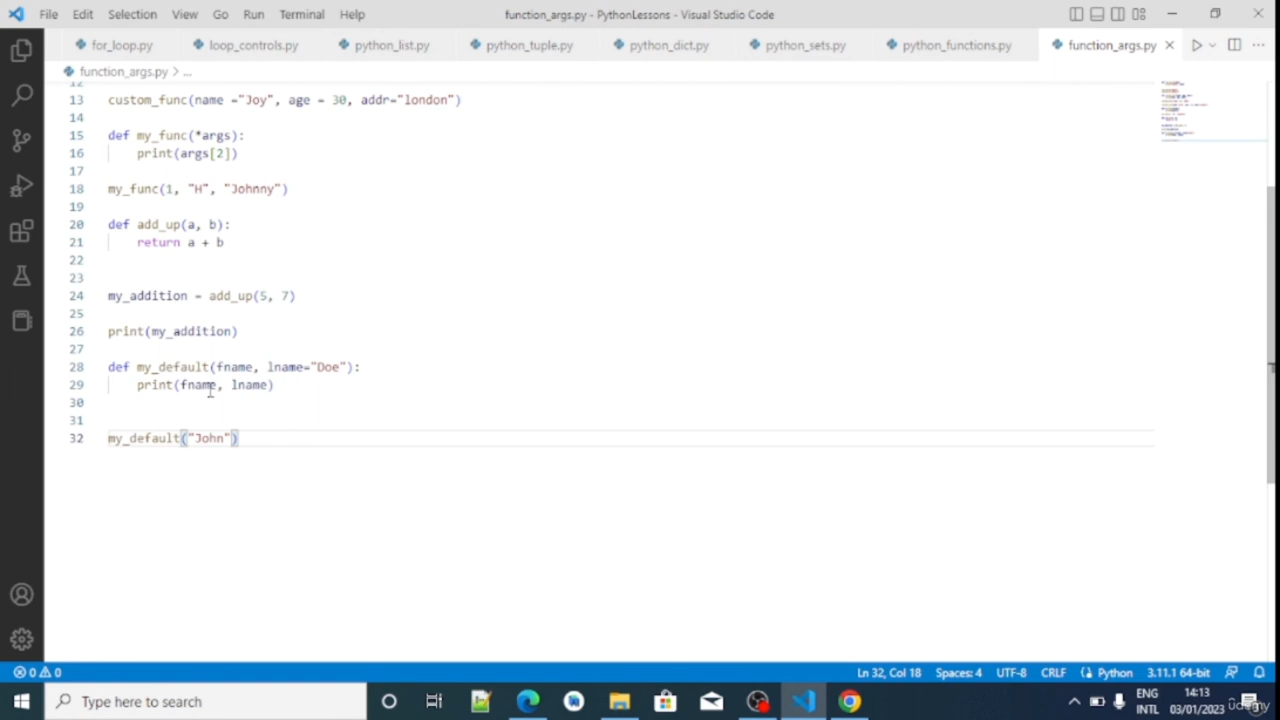 File Edit Selection View Go Run Terminal Help function_args.py - PythonLessons - Visual Studio Code
for_loop.py loop_controls.py python_list.py python_tuple.py python_dict.py python_sets.py python_functions.py function_args.py
function_args.py > ...
12
13 custom_func(name ="Joy", age = 30, addr="london")
14
15 def my_func(*args):
16 print(args[2])
17
18 my_func(1, "H", "Johnny")
19
20 def add_up(a, b):
21 return a + b
22
23
24 my_addition = add_up(5, 7)
25
26 print(my_addition)
27
28 def my_default(fname, lname="Doe"):
29 print(fname, lname)
30
31
32 my_default("John")
0 0 Ln 32, Col 18 Spaces: 4 UTF-8 CRLF Python 3.11.1 64-bit
Type here to search
ENG 14:13
INTL 03/01/2023
udemy